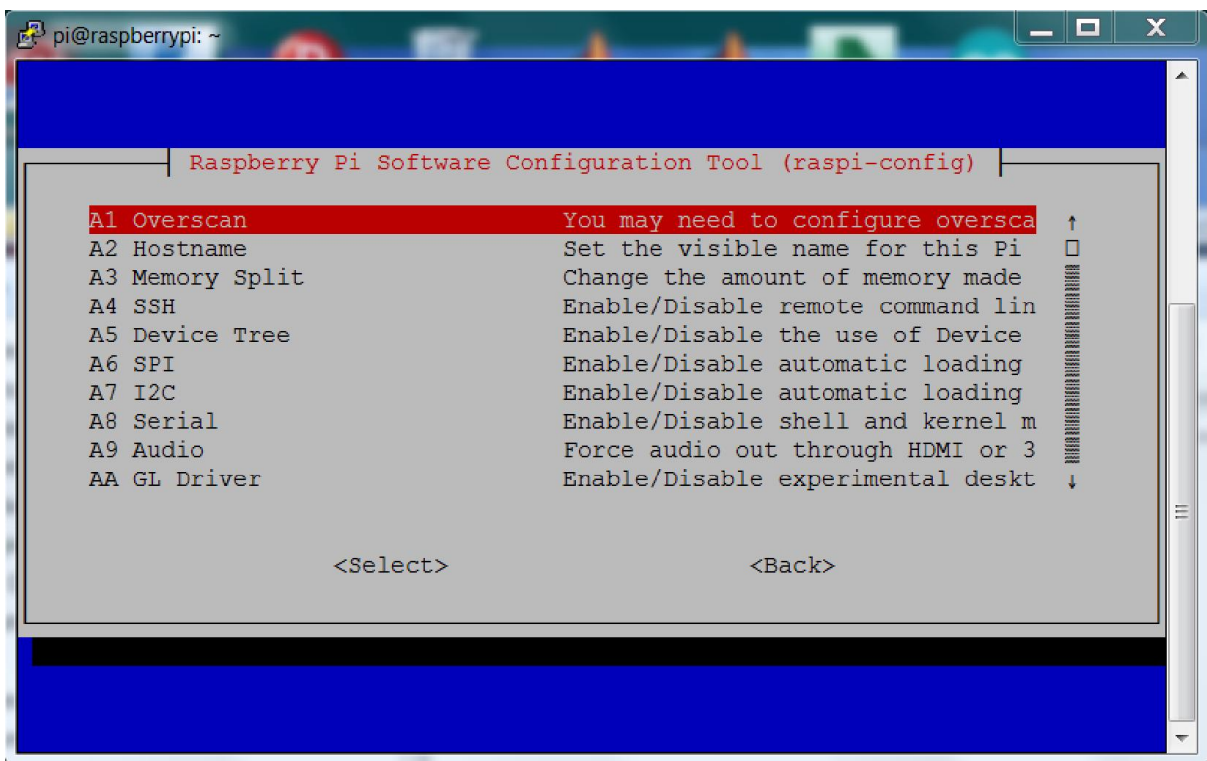 pi@raspberrypi: ~
Raspberry Pi Software Configuration Tool (raspi-config)
A1 Overscan You may need to configure oversca
A2 Hostname Set the visible name for this Pi
A3 Memory Split Change the amount of memory made
A4 SSH Enable/Disable remote command lin
A5 Device Tree Enable/Disable the use of Device
A6 SPI Enable/Disable automatic loading
A7 I2C Enable/Disable automatic loading
A8 Serial Enable/Disable shell and kernel m
A9 Audio Force audio out through HDMI or 3
AA GL Driver Enable/Disable experimental deskt
<Select> <Back>